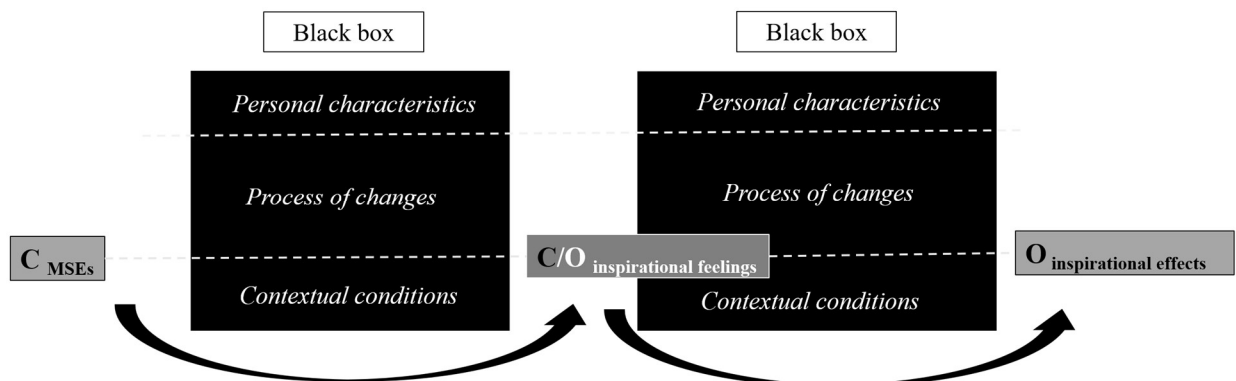 Black box
Black box
Personal characteristics
Personal characteristics
Process of changes
Process of changes
C MSEs
C/O inspirational feelings
O inspirational effects
Contextual conditions
Contextual conditions